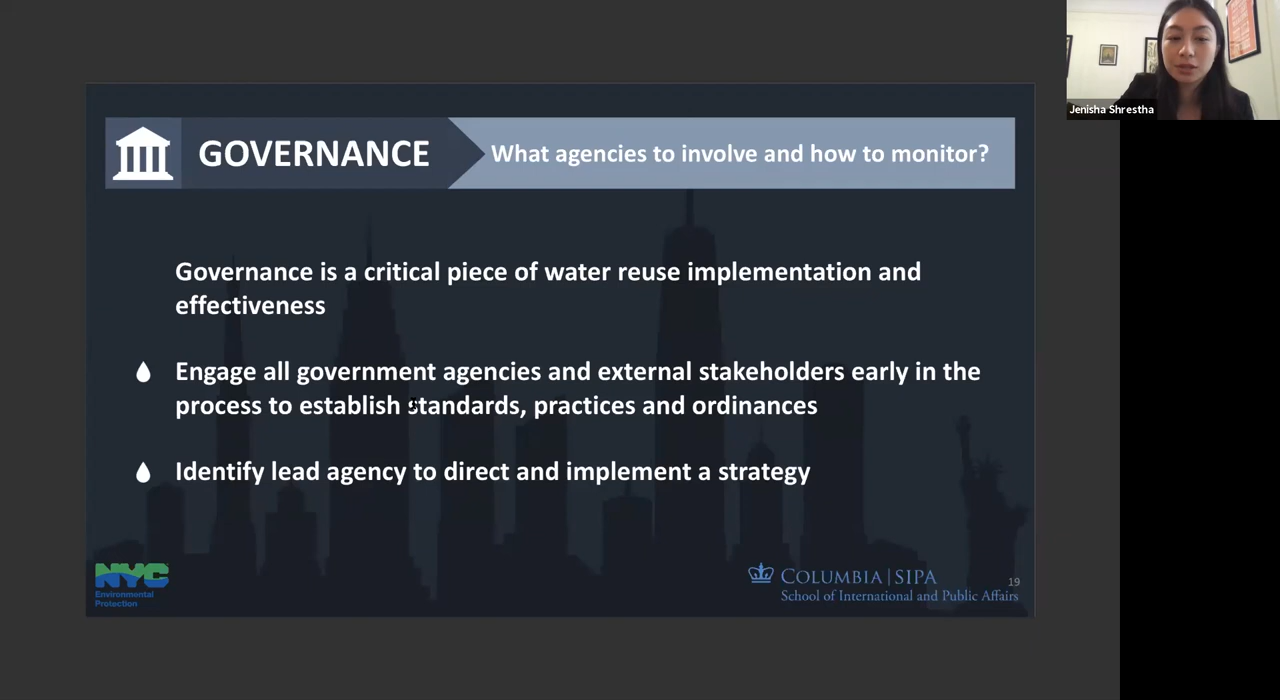 Jenisha Shrestha
GOVERNANCE
What agencies to involve and how to monitor?
Governance is a critical piece of water reuse implementation and
effectiveness
Engage all government agencies and external stakeholders early in the
process to establish standards, practices and ordinances
Identify lead agency to direct and implement a strategy
NYC
Environmental
Protection
COLUMBIA | SIPA
School of International and Public Affairs
19